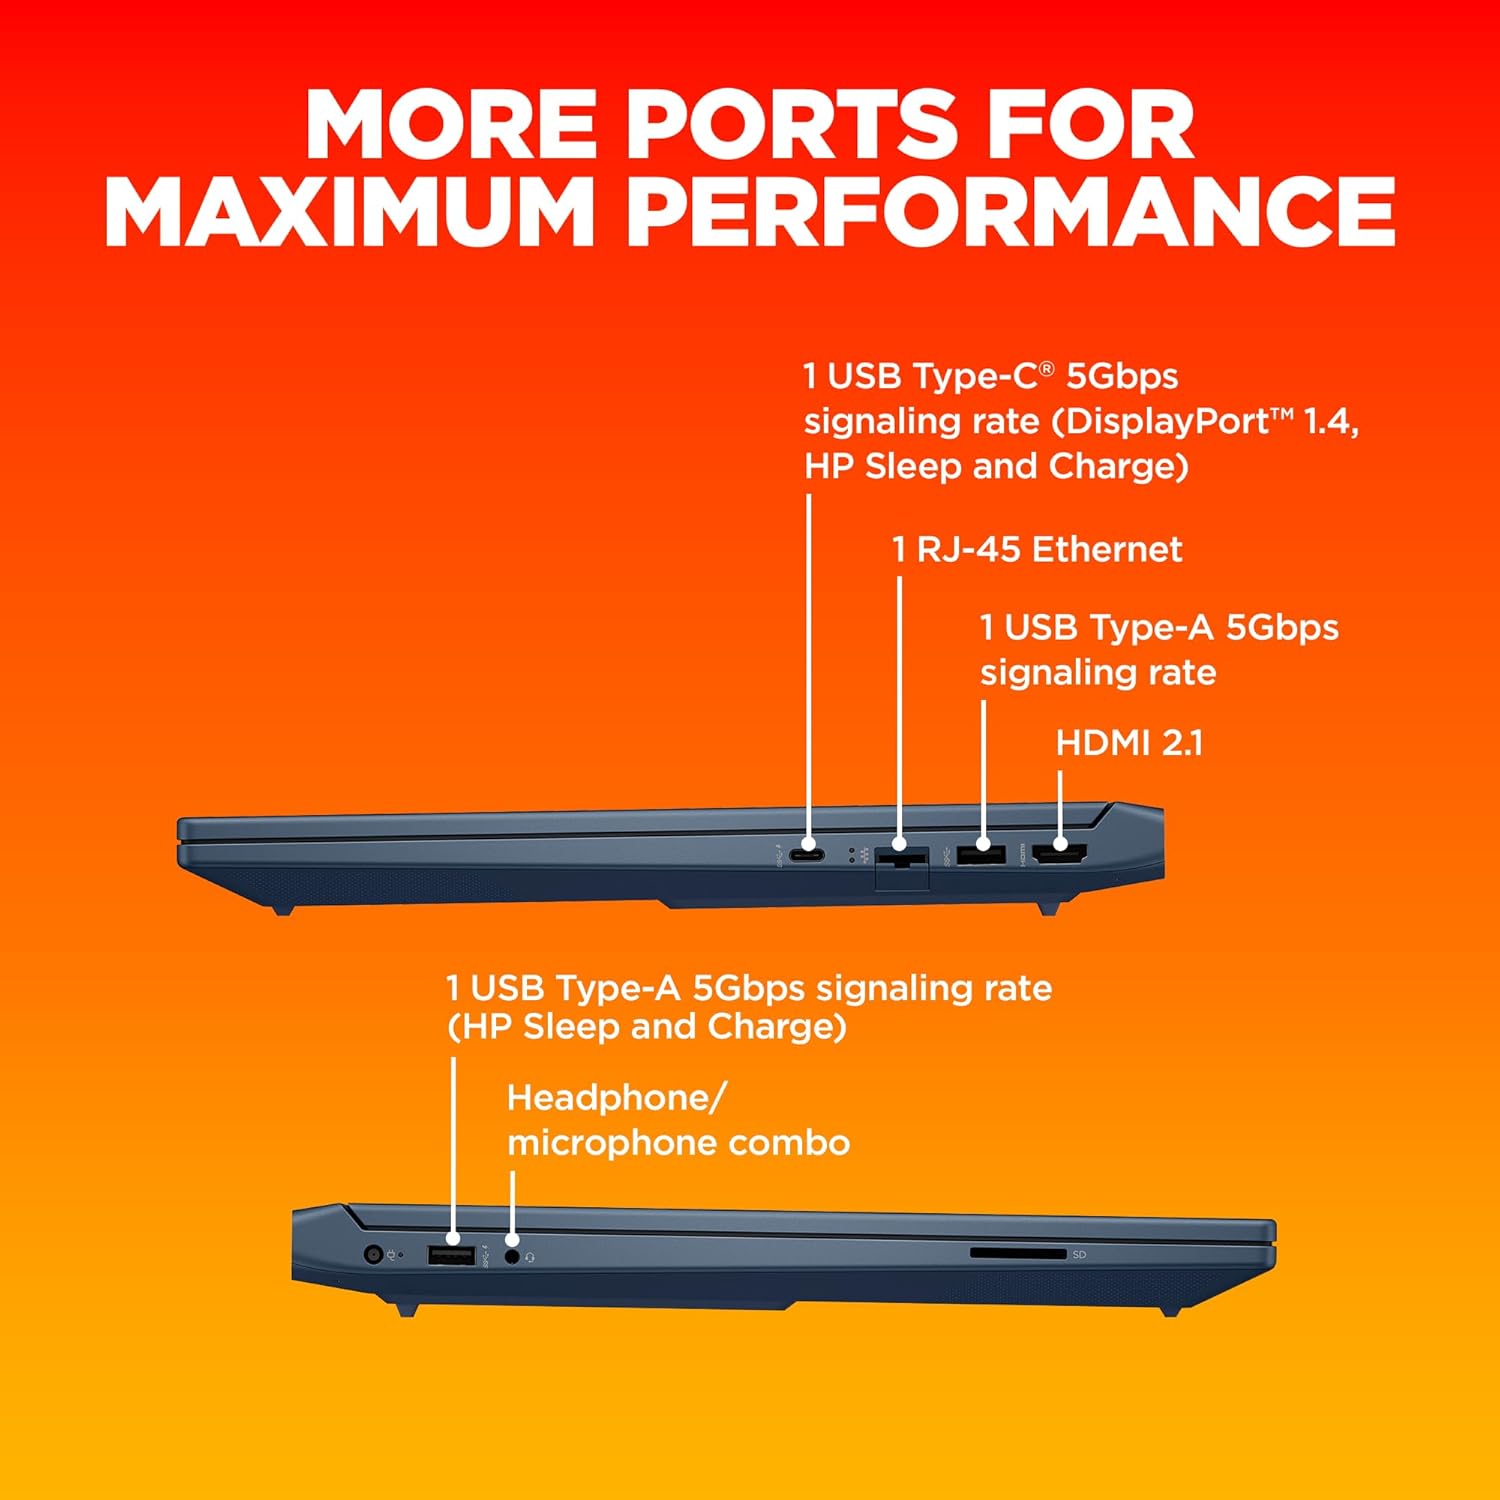 MORE PORTS FOR
MAXIMUM PERFORMANCE
1 USB Type-C® 5Gbps
signaling rate (DisplayPort™ 1.4,
HP Sleep and Charge)
1 RJ-45 Ethernet
1 USB Type-A 5Gbps
signaling rate
HDMI 2.1
HDMI
1 USB Type-A 5Gbps signaling rate
(HP Sleep and Charge)
Headphone/
microphone combo
SD